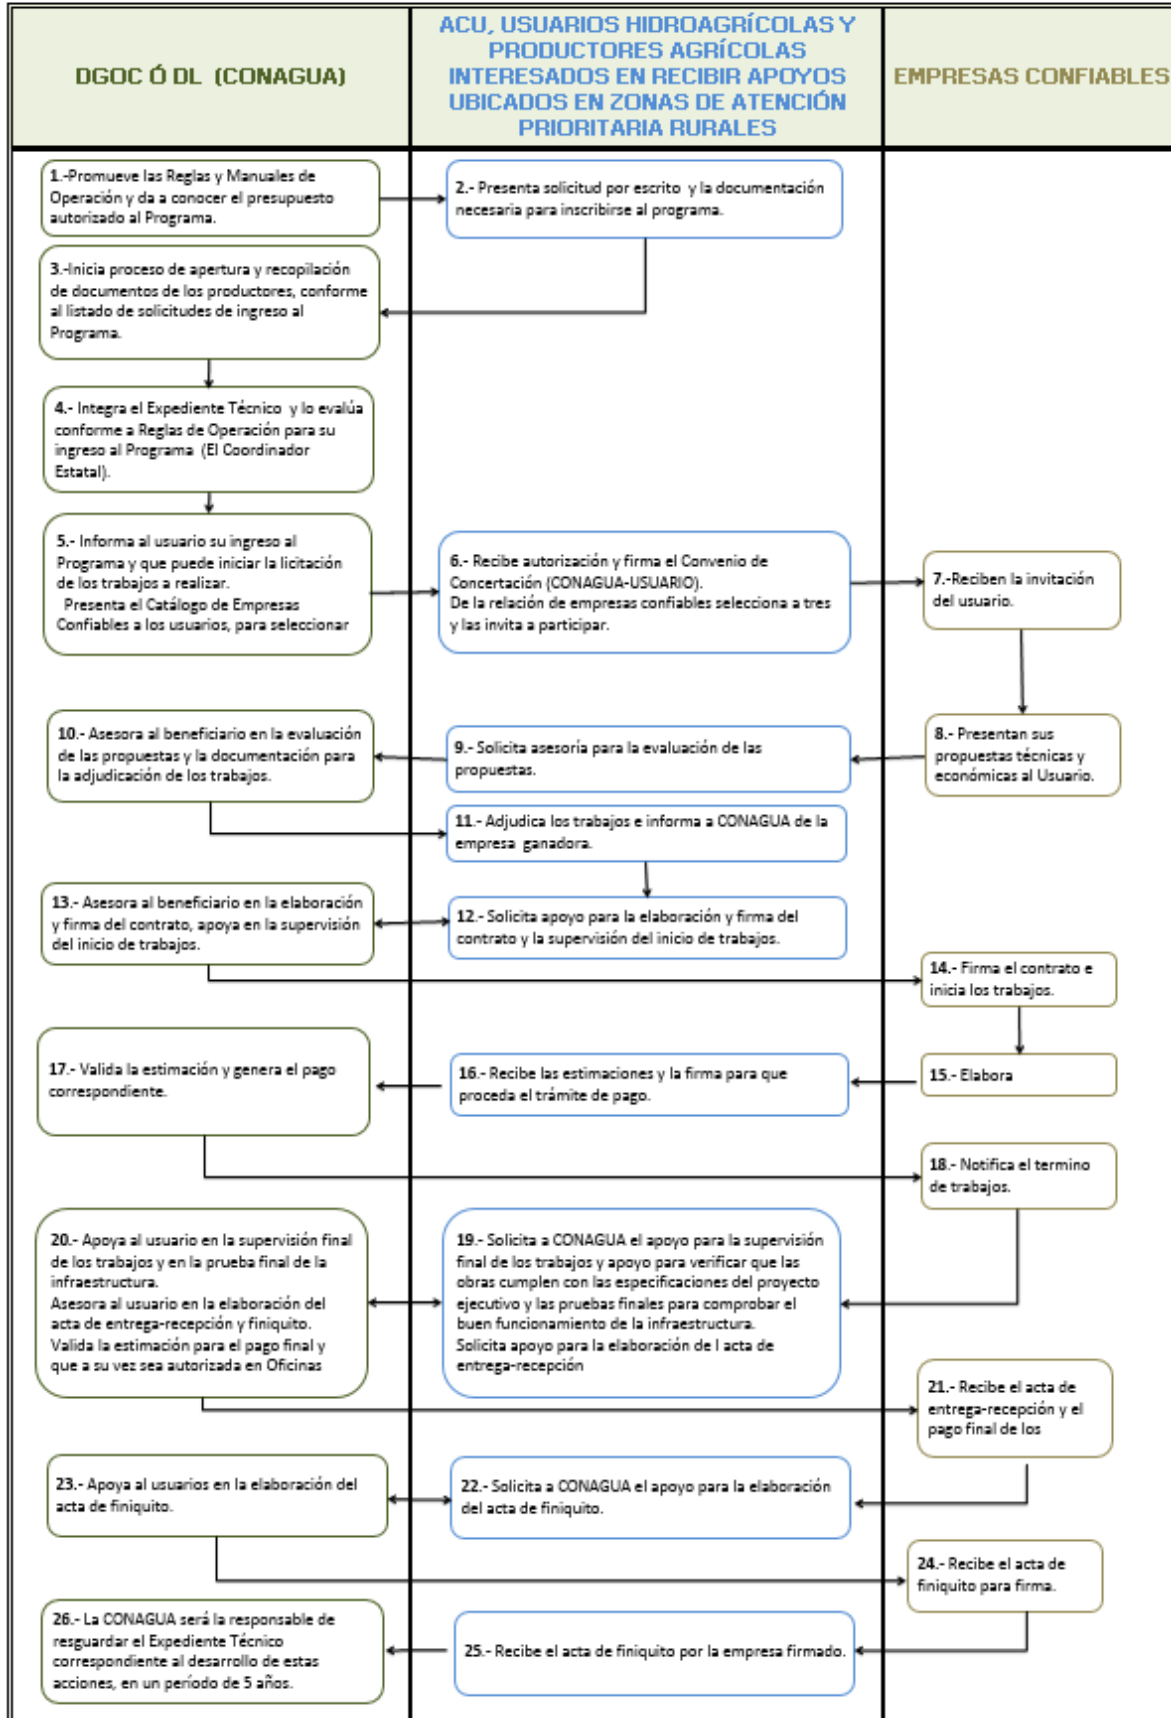 DGOC Ó DL (CONAGUA)
ACU, USUARIOS HIDROAGRÍCOLAS Y
PRODUCTORES AGRÍCOLAS
INTERESADOS EN RECIBIR APOYOS
UBICADOS EN ZONAS DE ATENCIÓN
PRIORITARIA RURALES
EMPRESAS CONFIABLES
1.-Promueve las Reglas y Manuales de
Operación y da a conocer el presupuesto
autorizado al Programa.
2.- Presenta solicitud por escrito y la documentación
necesaria para inscribirse al programa.
3.-Inicia proceso de apertura y recopilación
de documentos de los productores, conforme
al listado de solicitudes de ingreso al
Programa.
4.- Integra el Expediente Técnico y lo evalúa
conforme a Reglas de Operación para su
ingreso al Programa (El Coordinador
Estatal).
5.- Informa al usuario su ingreso al
Programa y que puede iniciar la licitación
de los trabajos a realizar.
Presenta el Catálogo de Empresas
Confiables a los usuarios, para seleccionar
6.- Recibe autorización y firma el Convenio de
Concertación (CONAGUA-USUARIO).
De la relación de empresas confiables selecciona a tres
y las invita a participar.
7.-Reciben la invitación
del usuario.
8.- Presentan sus
propuestas técnicas y
económicas al Usuario.
9.- Solicita asesoría para la evaluación de las
propuestas.
10.- Asesora al beneficiario en la evaluación
de las propuestas y la documentación para
la adjudicación de los trabajos.
11.- Adjudica los trabajos e informa a CONAGUA de la
empresa ganadora.
12.- Solicita apoyo para la elaboración y firma del
contrato y la supervisión del inicio de trabajos.
13.- Asesora al beneficiario en la elaboración
y firma del contrato, apoya en la supervisión
del inicio de trabajos.
14.- Firma el contrato e
inicia los trabajos.
15.- Elabora
16.- Recibe las estimaciones y la firma para que
proceda el trámite de pago.
17.- Valida la estimación y genera el pago
correspondiente.
18.- Notifica el termino
de trabajos.
19.- Solicita a CONAGUA el apoyo para la supervisión
final de los trabajos y apoyo para verificar que las
obras cumplen con las especificaciones del proyecto
ejecutivo y las pruebas finales para comprobar el
buen funcionamiento de la infraestructura.
Solicita apoyo para la elaboración de l acta de
entrega-recepción
20.- Apoya al usuario en la supervisión final
de los trabajos y en la prueba final de la
infraestructura.
Asesora al usuario en la elaboración del
acta de entrega-recepción y finiquito.
Valida la estimación para el pago final y
que a su vez sea autorizada en Oficinas
21.- Recibe el acta de
entrega-recepción y el
pago final de los
22.- Solicita a CONAGUA el apoyo para la elaboración
del acta de finiquito.
23.- Apoya al usuarios en la elaboración del
acta de finiquito.
24.- Recibe el acta de
finiquito para firma.
25.- Recibe el acta de finiquito por la empresa firmado.
26.- La CONAGUA será la responsable de
resguardar el Expediente Técnico
correspondiente al desarrollo de estas
acciones, en un período de 5 años.